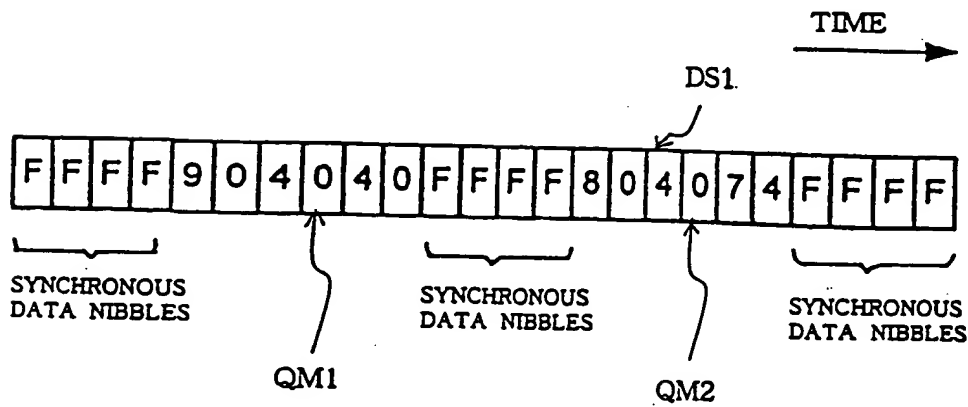 TIME
DS1.
F F F F 9 0 4 0 4 0 F F F F 8 0 4 0 7 4 F F F F
SYNCHRONOUS
DATA NIBBLES
SYNCHRONOUS
DATA NIBBLES
SYNCHRONOUS
DATA NIBBLES
QM1
QM2